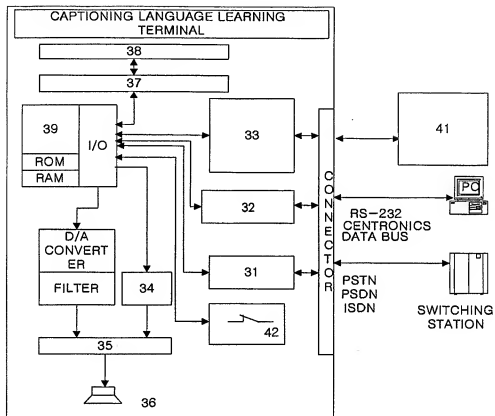 CAPTIONING LANGUAGE LEARNING
TERMINAL
38
37
39
I/O
ROM
RAM
33
41
32
31
42
C
O
N
N
E
C
T
O
R
PC
RS-232
CENTRONICS
DATA BUS
PSTN
PSDN
ISDN
SWITCHING
STATION
D/A
CONVERT
ER
FILTER
34
35
36